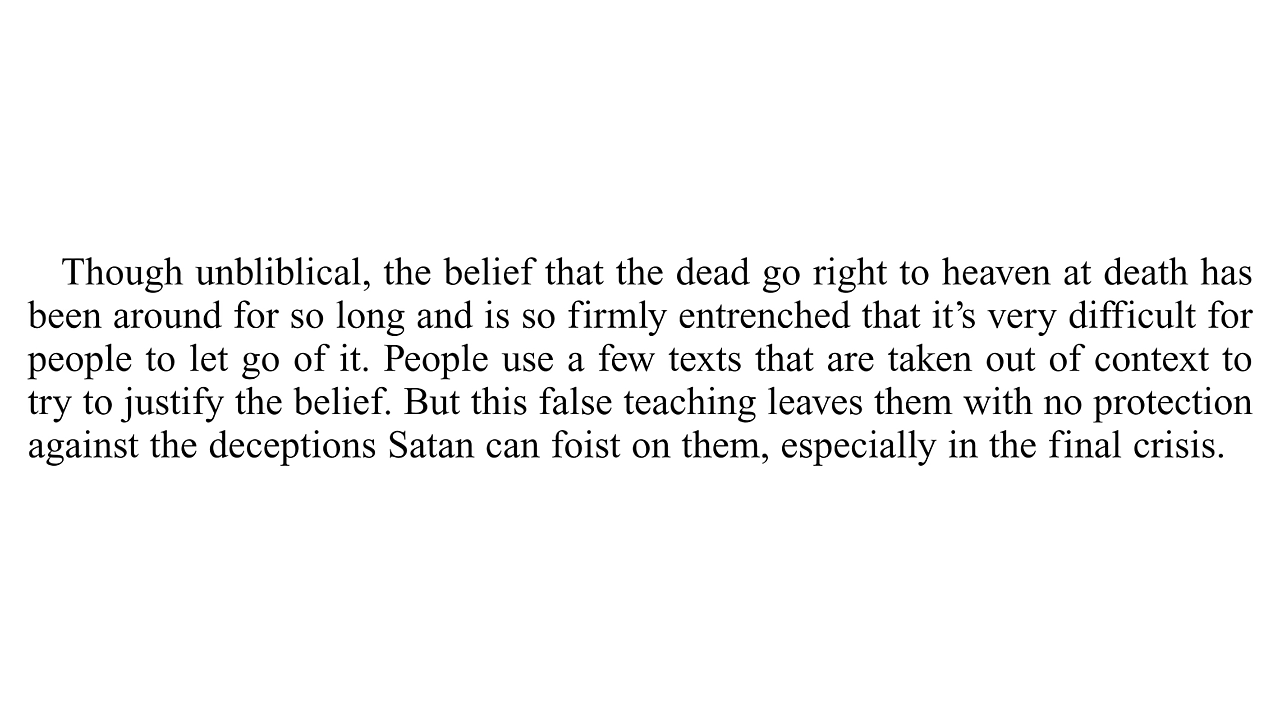 Though unbliblical, the belief that the dead go right to heaven at death has
been around for so long and is so firmly entrenched that it’s very difficult for
people to let go of it. People use a few texts that are taken out of context to
try to justify the belief. But this false teaching leaves them with no protection
against the deceptions Satan can foist on them, especially in the final crisis.